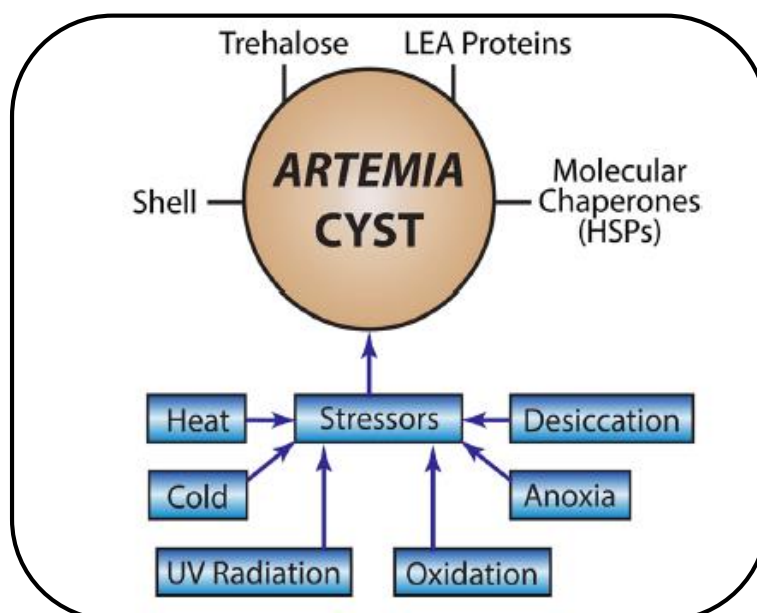 Trehalose
LEA Proteins
ARTEMIA
CYST
Shell
Molecular
Chaperones
(HSPs)
Heat
Stressors
Desiccation
Cold
Anoxia
UV Radiation
Oxidation